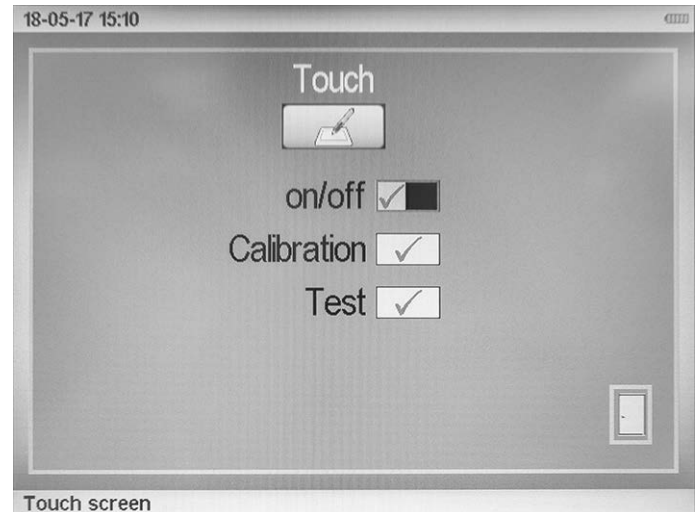 18-05-17 15:10
Touch
on/off
Calibration
Test
Touch screen